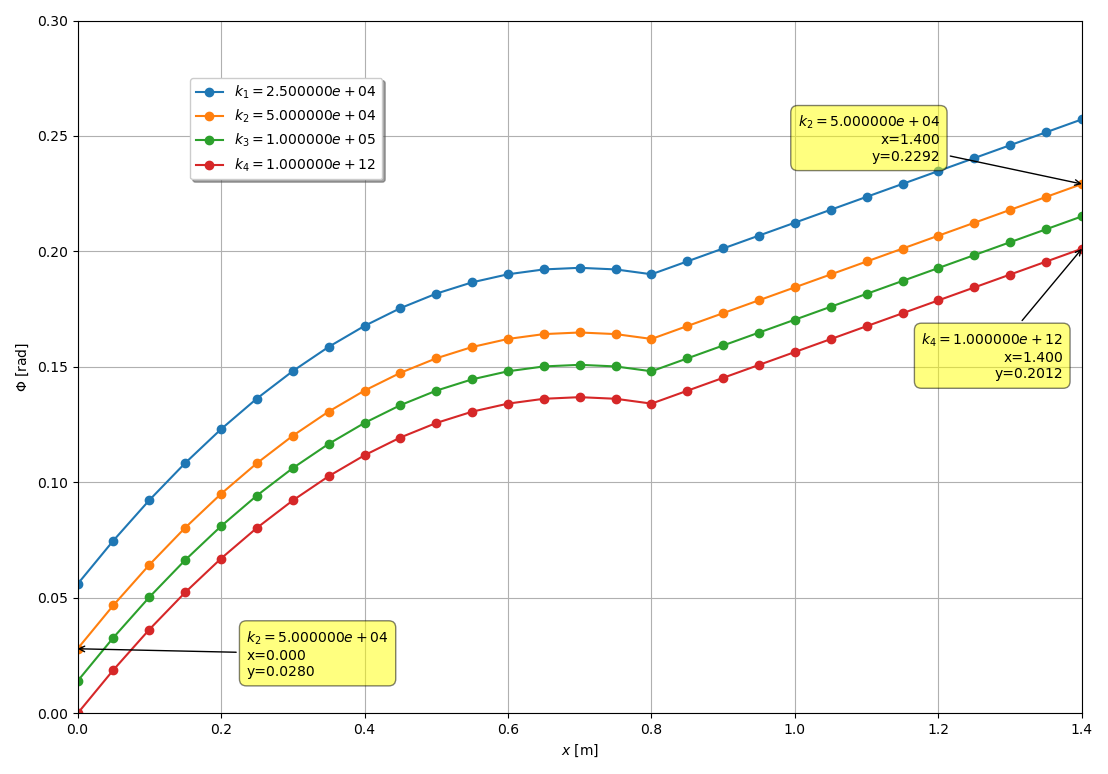 0.30
0.25
0.20
0.15
0.10
0.05
0.00
Φ [rad]
k₁ = 2.500000e + 04
k₂ = 5.000000e + 04
k₃ = 1.000000e + 05
k₄ = 1.000000e + 12
k₂ = 5.000000e + 04
x=1.400
y=0.2292
k₄ = 1.000000e + 12
x=1.400
y=0.2012
k₂ = 5.000000e + 04
x=0.000
y=0.0280
0.0 0.2 0.4 0.6 0.8 1.0 1.2 1.4
x [m]